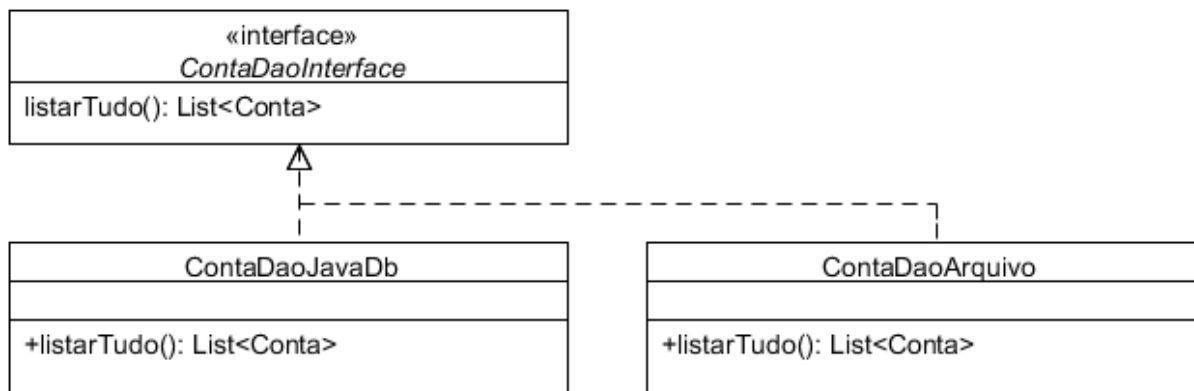 «interface»
ContaDaoInterface
listarTudo(): List<Conta>
ContaDaoJavaDb
+listarTudo(): List<Conta>
ContaDaoArquivo
+listarTudo(): List<Conta>